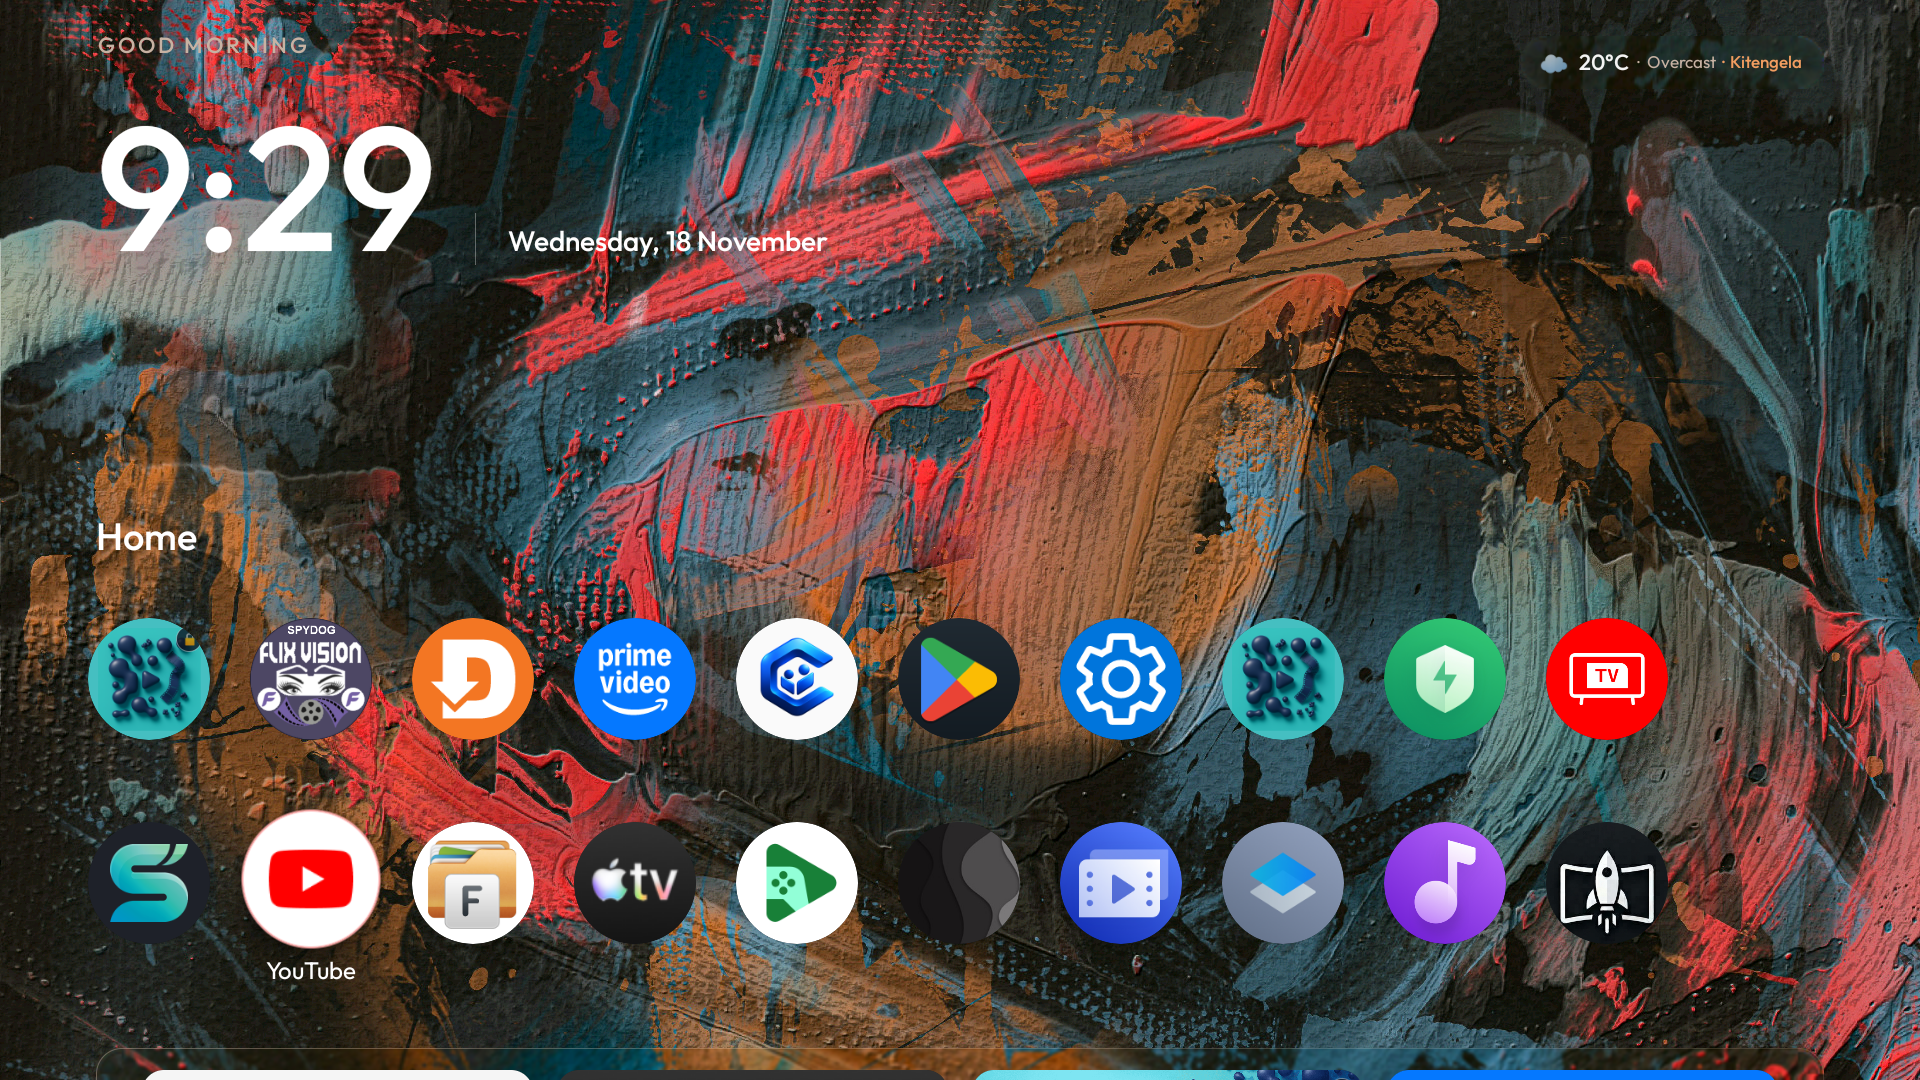 GOOD MORNING
20°C · Overcast · Kitengela
9:29
Wednesday, 18 November
Home
SPYDOG
FLIX VISION
F F
D
prime
video
C
TV
S
F
tv
YouTube